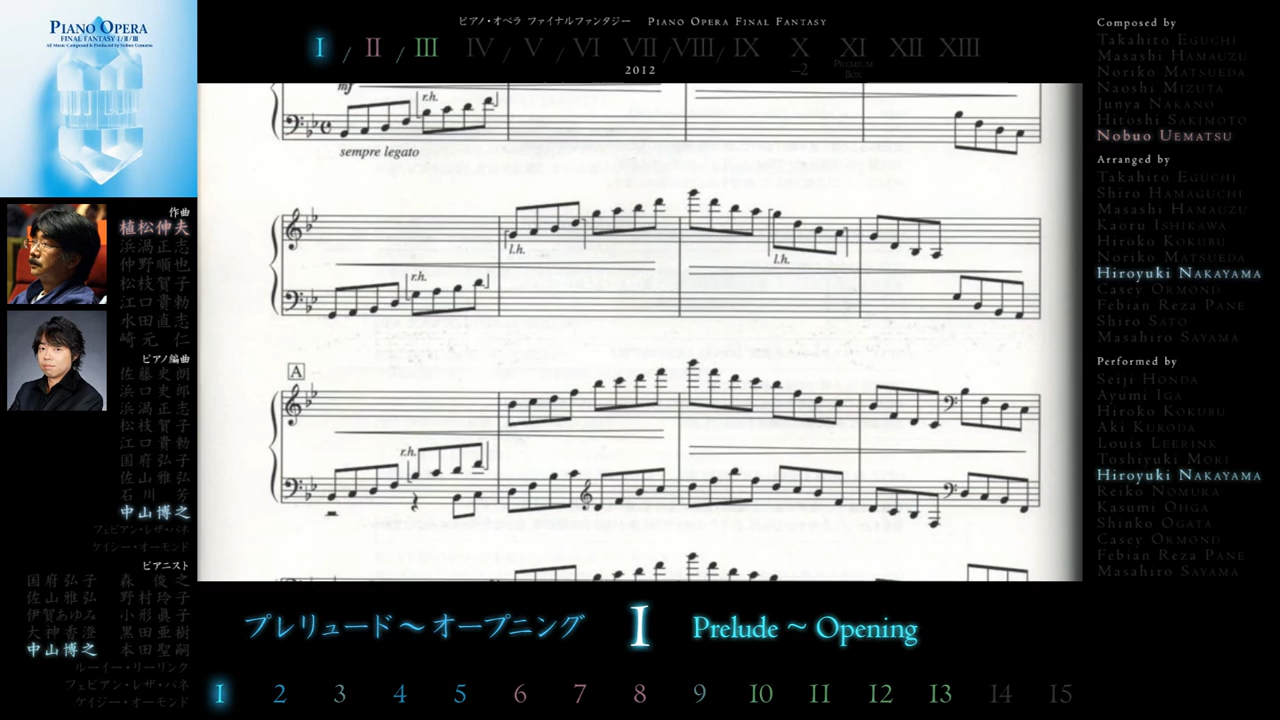 PIANO OPERA
FINAL FANTASY I/II/III
All Music Composed & Produced by Nobuo Uematsu
ピアノ・オペラ ファイナルファンタジー PIANO OPERA FINAL FANTASY
I / II / III IV / V / VI VII / VIII / IX X XI XII XIII
2012
–2
PREMIUM
BOX
作曲
植松伸夫
浜渦正志
仲野順也
松枝賀子
江口貴勅
水田直志
崎元 仁
ピアノ編曲
佐藤史朗
浜口史郎
浜渦正志
松枝賀子
江口貴勅
国府弘子
佐山雅弘
石川 芳
中山博之
フェビアン・レザ・パネ
ケイシー・オーモンド
ピアニスト
国府弘子 森 俊之
佐山雅弘 野村玲子
伊賀あゆみ 小形眞子
大神香澄 黒田亜樹
中山博之 本田聖嗣
ルーイー・リーリンク
フェビアン・レザ・パネ
ケイジー・オーモンド
mf
r.h.
sempre legato
l.h.
l.h.
r.h.
A
r.h.
プレリュード ～ オープニング I Prelude ~ Opening
1 2 3 4 5 6 7 8 9 10 11 12 13 14 15
Composed by
Takahito EGUCHI
Masashi HAMAUZU
Noriko MATSUEDA
Naoshi MIZUTA
Junya NAKANO
Hitoshi SAKIMOTO
Nobuo UEMATSU
Arranged by
Takahito EGUCHI
Shiro HAMAGUCHI
Masashi HAMAUZU
Kaoru ISHIKAWA
Hiroko KOKUBU
Noriko MATSUEDA
Hiroyuki NAKAYAMA
Casey ORMOND
Febian Reza PANE
Shiro SATO
Masahiro SAYAMA
Performed by
Seiji HONDA
Ayumi IGA
Hiroko KOKUBU
Aki KURODA
Louis LEERINK
Toshiyuki MORI
Hiroyuki NAKAYAMA
Reiko NOMURA
Kasumi OHGA
Shinko OGATA
Casey ORMOND
Febian Reza PANE
Masahiro SAYAMA